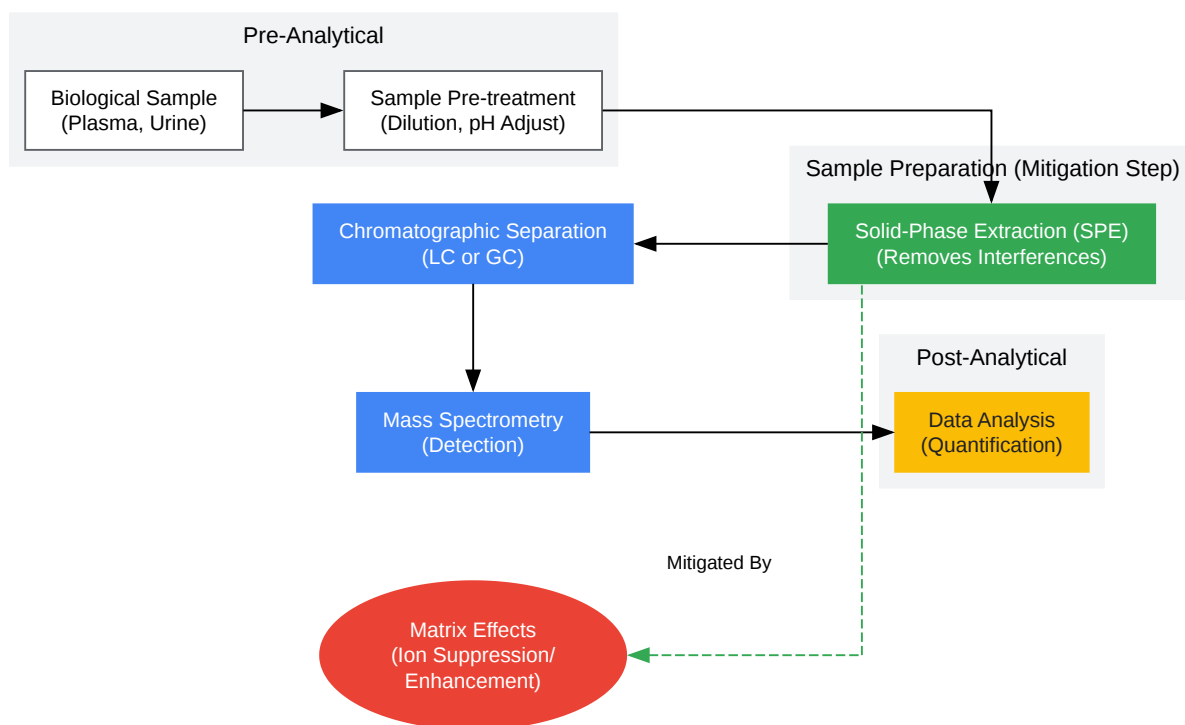 Pre-Analytical
Biological Sample
(Plasma, Urine)
Sample Pre-treatment
(Dilution, pH Adjust)
Sample Preparation (Mitigation Step)
Solid-Phase Extraction (SPE)
(Removes Interferences)
Chromatographic Separation
(LC or GC)
Mass Spectrometry
(Detection)
Post-Analytical
Data Analysis
(Quantification)
Mitigated By
Matrix Effects
(Ion Suppression/
Enhancement)